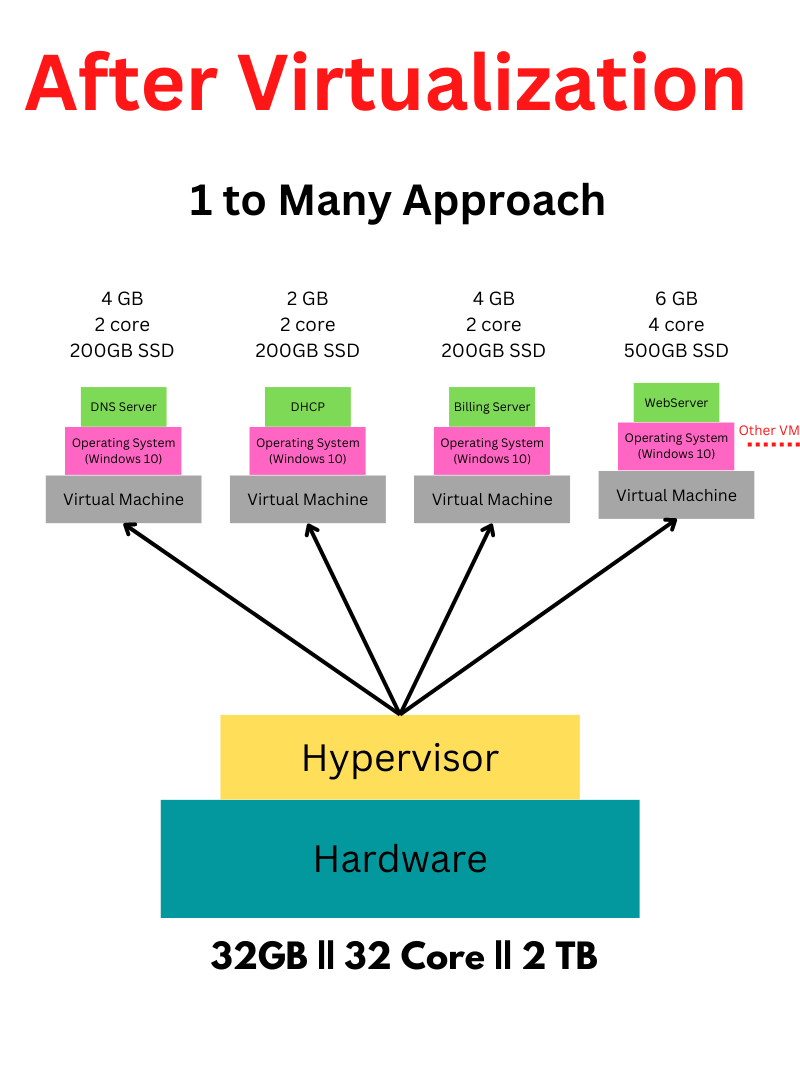 After Virtualization
1 to Many Approach
4 GB
2 core
200GB SSD
2 GB
2 core
200GB SSD
4 GB
2 core
200GB SSD
6 GB
4 core
500GB SSD
DNS Server
Operating System
(Windows 10)
Virtual Machine
DHCP
Operating System
(Windows 10)
Virtual Machine
Billing Server
Operating System
(Windows 10)
Virtual Machine
WebServer
Operating System
(Windows 10)
Virtual Machine
Other VM
Hypervisor
Hardware
32GB || 32 Core || 2 TB